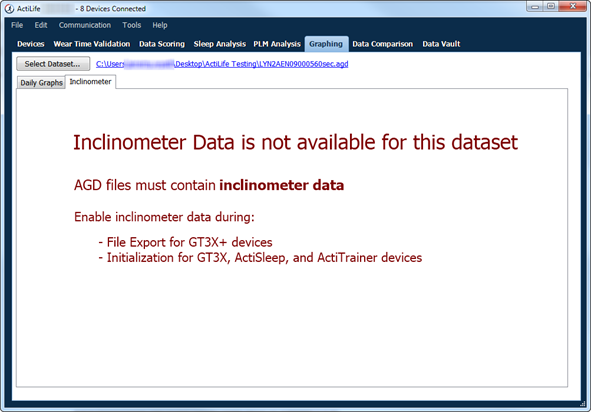 ActiLife - 8 Devices Connected
File Edit Communication Tools Help
Devices Wear Time Validation Data Scoring Sleep Analysis PLM Analysis Graphing Data Comparison Data Vault
Select Dataset... C:\Users \Desktop\ActiLife Testing\LYN2AEN09000560sec.agd
Daily Graphs Inclinometer
Inclinometer Data is not available for this dataset
AGD files must contain inclinometer data
Enable inclinometer data during:
- File Export for GT3X+ devices
- Initialization for GT3X, ActiSleep, and ActiTrainer devices